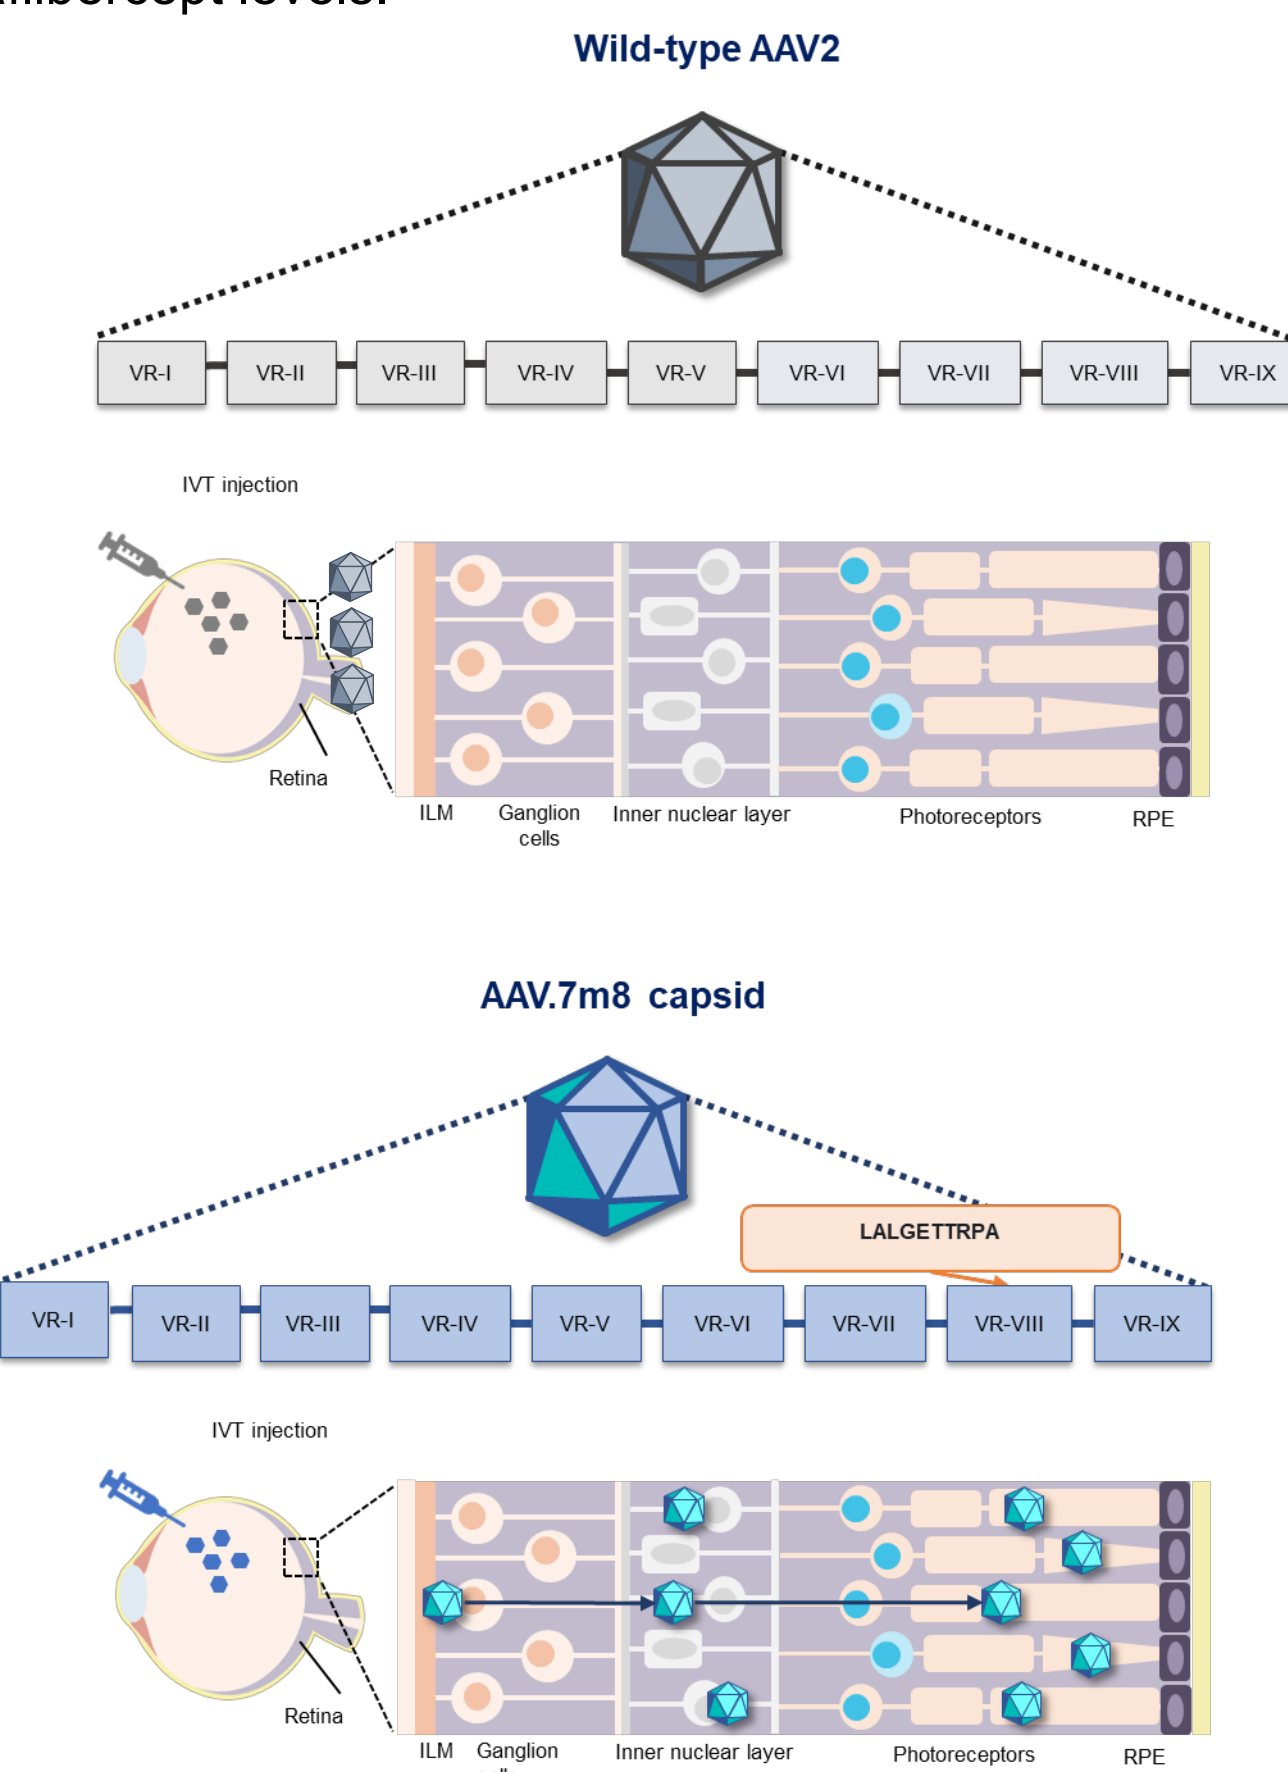 aflibercept levels.
Wild-type AAV2
VR-I VR-II VR-III VR-IV VR-V VR-VI VR-VII VR-VIII VR-IX
IVT injection
Retina
ILM Ganglion Inner nuclear layer Photoreceptors RPE
cells
AAV.7m8 capsid
LALGETTRPA
VR-I VR-II VR-III VR-IV VR-V VR-VI VR-VII VR-VIII VR-IX
IVT injection
Retina
ILM Ganglion Inner nuclear layer Photoreceptors RPE
cells